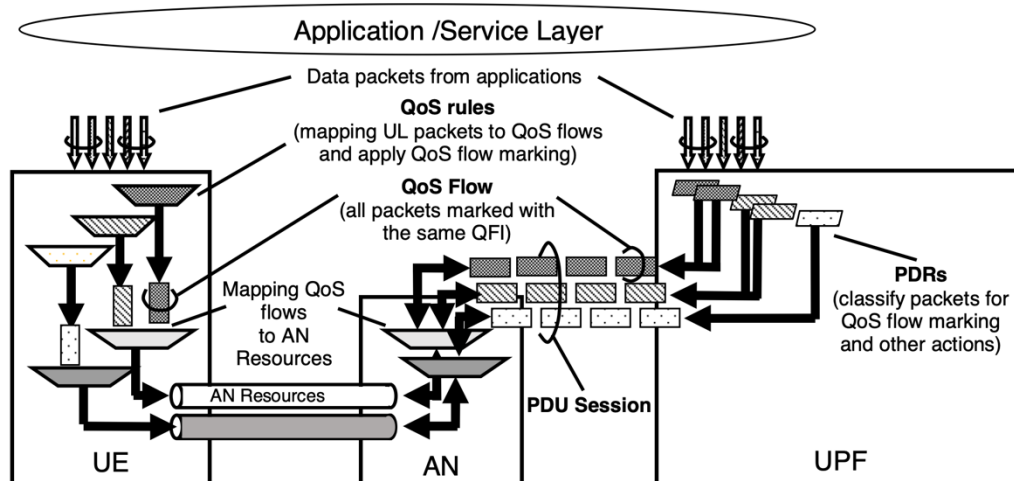 Application /Service Layer
Data packets from applications
QoS rules
(mapping UL packets to QoS flows
and apply QoS flow marking)
QoS Flow
(all packets marked with
the same QFI)
Mapping QoS
flows
to AN
Resources
PDRs
(classify packets for
QoS flow marking
and other actions)
AN Resources
PDU Session
UE
AN
UPF